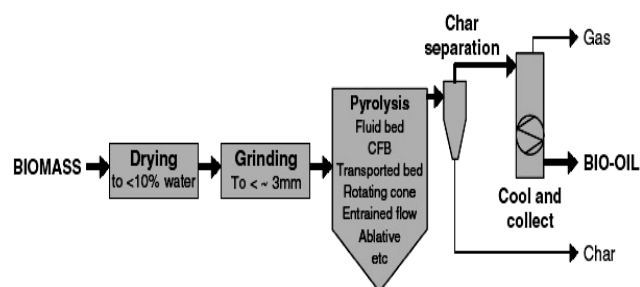 BIOMASS
Drying
to <10% water
Grinding
To < ~ 3mm
Pyrolysis
Fluid bed
CFB
Transported bed
Rotating cone
Entrained flow
Ablative
etc
Char
separation
Gas
BIO-OIL
Cool and
collect
Char